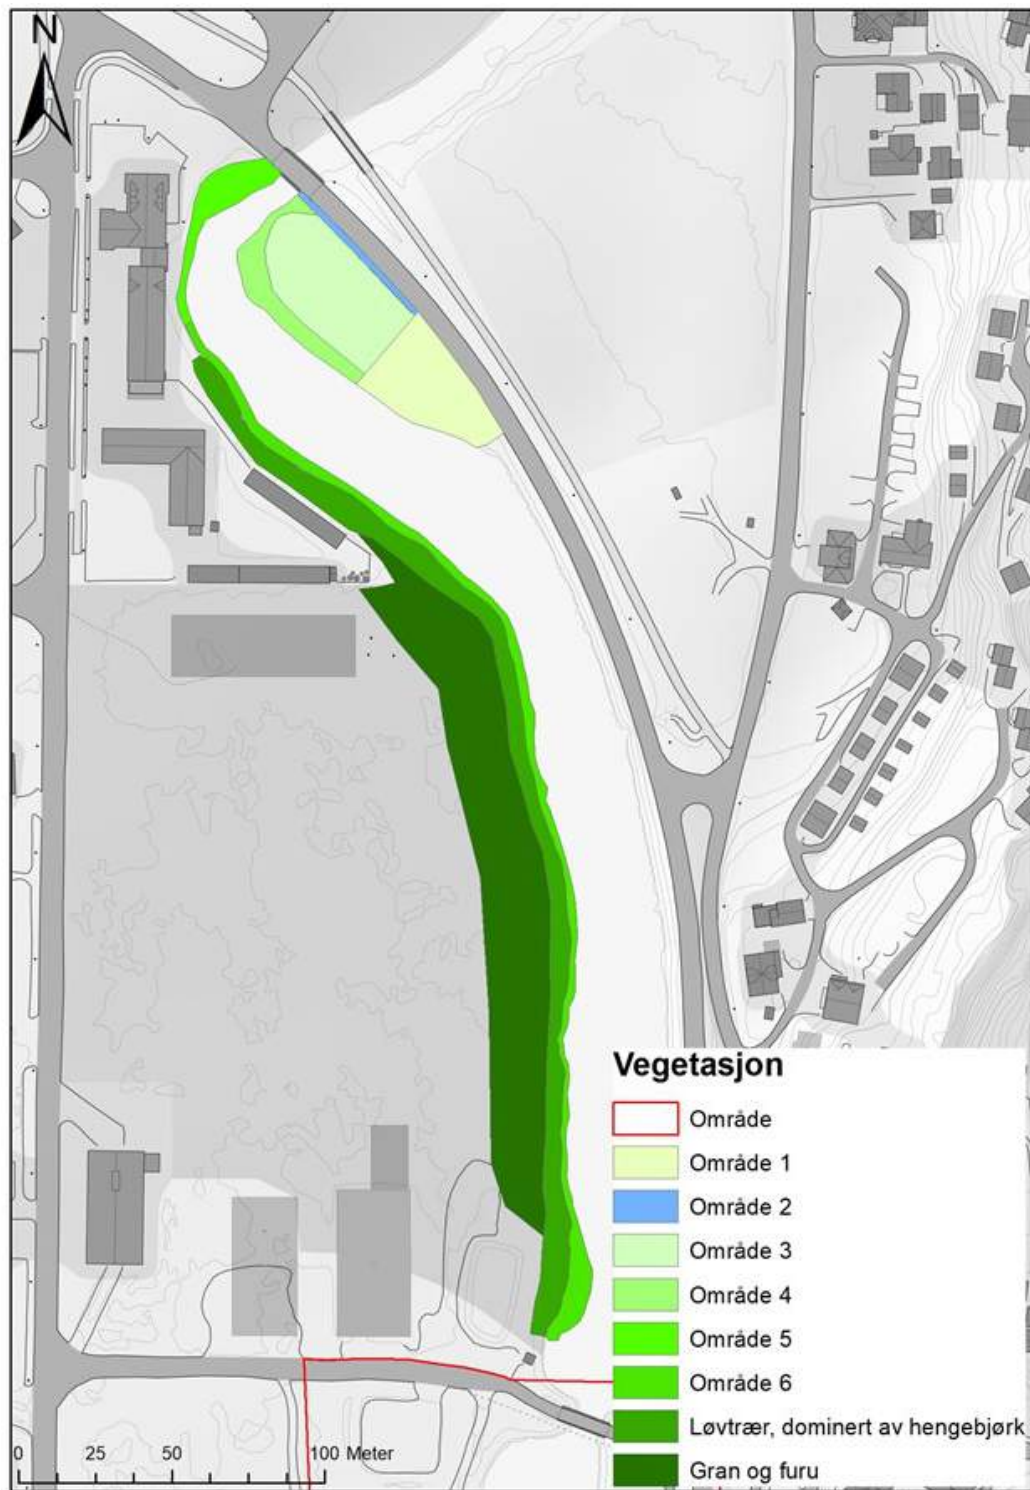 N
Vegetasjon
Område
Område 1
Område 2
Område 3
Område 4
Område 5
Område 6
Løvtrær, dominert av hengebjørk
Gran og furu
0 25 50 100 Meter